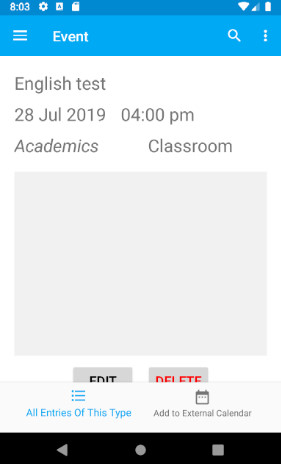 8:03
Event
English test
28 Jul 2019 04:00 pm
Academics Classroom
EDIT DELETE
All Entries Of This Type Add to External Calendar